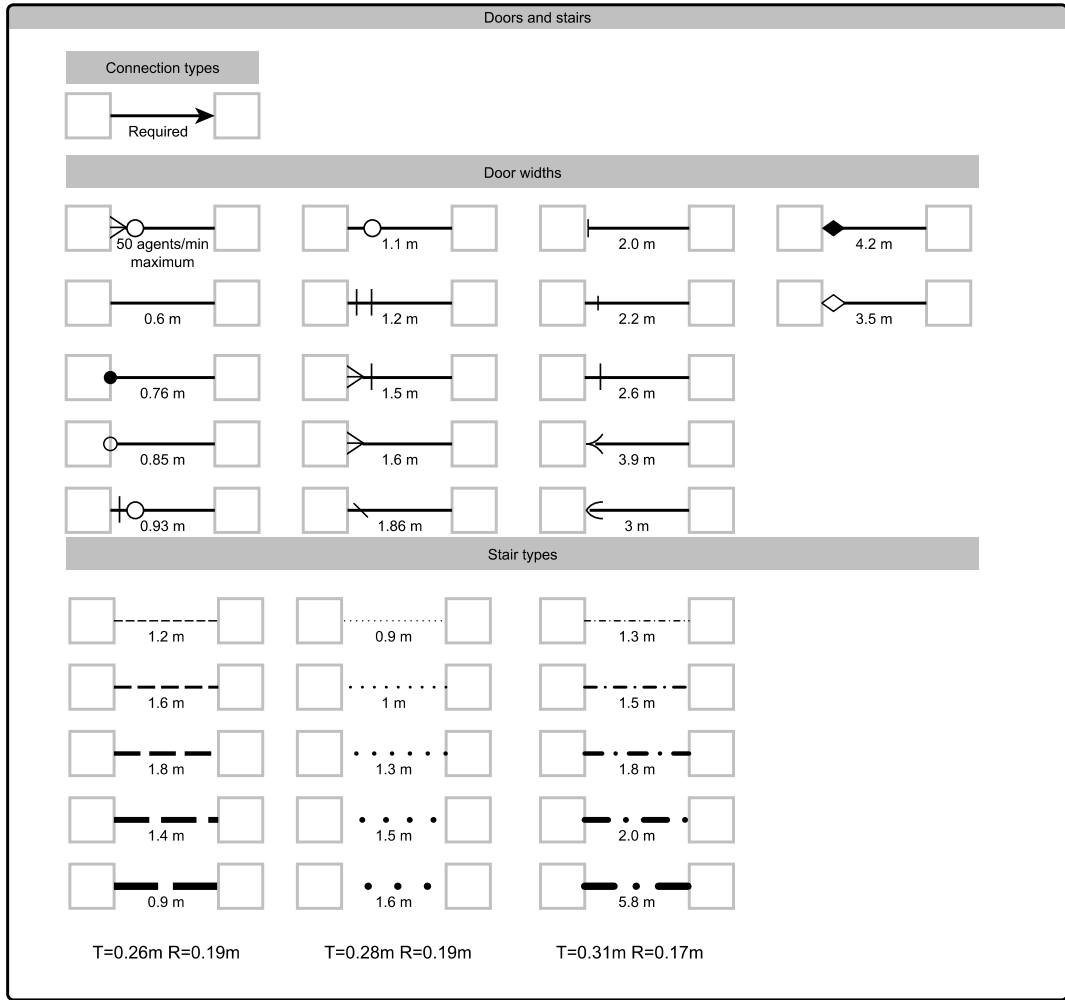 Doors and stairs
Connection types
Required
Door widths
50 agents/min
maximum
1.1 m
2.0 m
4.2 m
0.6 m
1.2 m
2.2 m
3.5 m
0.76 m
1.5 m
2.6 m
0.85 m
1.6 m
3.9 m
0.93 m
1.86 m
3 m
Stair types
1.2 m
0.9 m
1.3 m
1.6 m
1 m
1.5 m
1.8 m
1.3 m
1.8 m
1.4 m
1.5 m
2.0 m
0.9 m
1.6 m
5.8 m
T=0.26m R=0.19m
T=0.28m R=0.19m
T=0.31m R=0.17m